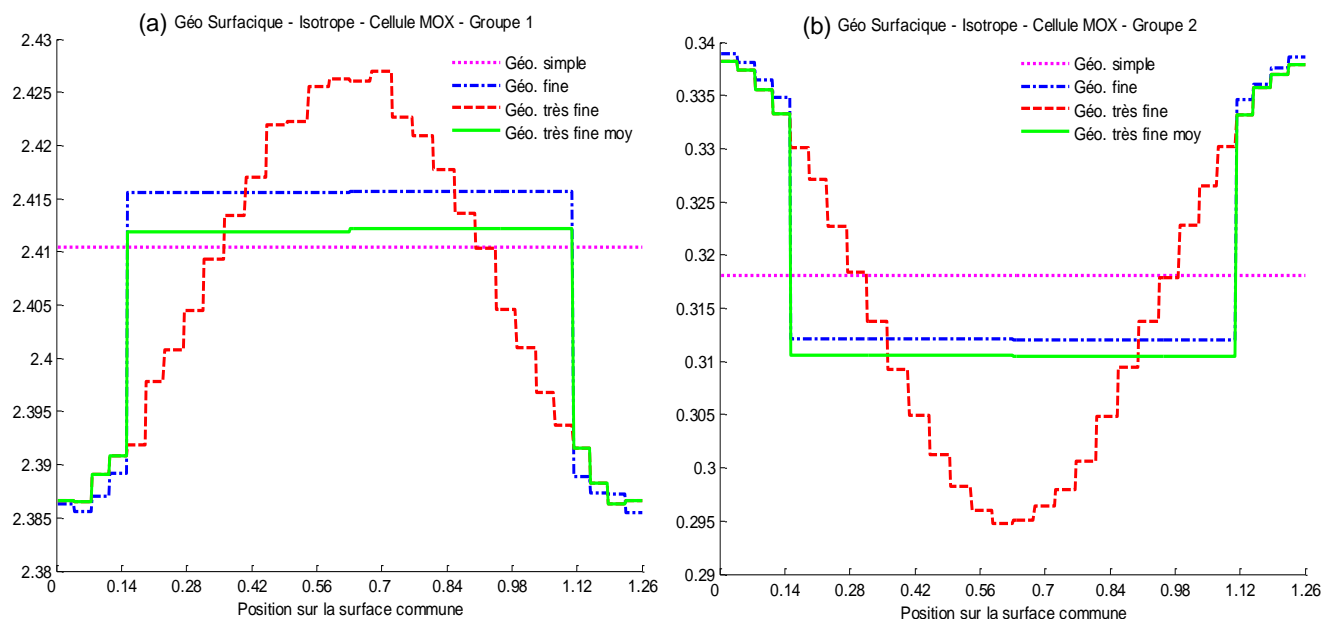 (a) Géo Surfacique - Isotrope - Cellule MOX - Groupe 1
2.43
2.425
2.42
2.415
2.41
2.405
2.4
2.395
2.39
2.385
2.38
Géo. simple
Géo. fine
Géo. très fine
Géo. très fine moy
0 0.14 0.28 0.42 0.56 0.7 0.84 0.98 1.12 1.26
Position sur la surface commune
(b) Géo Surfacique - Isotrope - Cellule MOX - Groupe 2
0.34
0.335
0.33
0.325
0.32
0.315
0.31
0.305
0.3
0.295
0.29
Géo. simple
Géo. fine
Géo. très fine
Géo. très fine moy
0 0.14 0.28 0.42 0.56 0.7 0.84 0.98 1.12 1.26
Position sur la surface commune